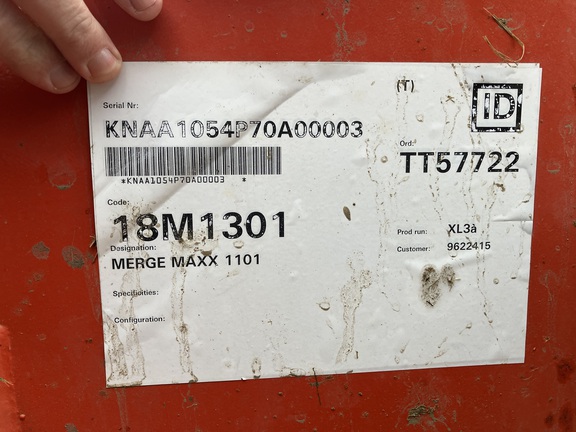 Serial Nr:
KNAA1054P70A00003
*KNAA1054P70A00003 *
(T)
ID
Ord:
TT57722
Code:
18M1301
Designation:
MERGE MAXX 1101
Prod run: XL3a
Customer: 9622415
Specificities:
Configuration: